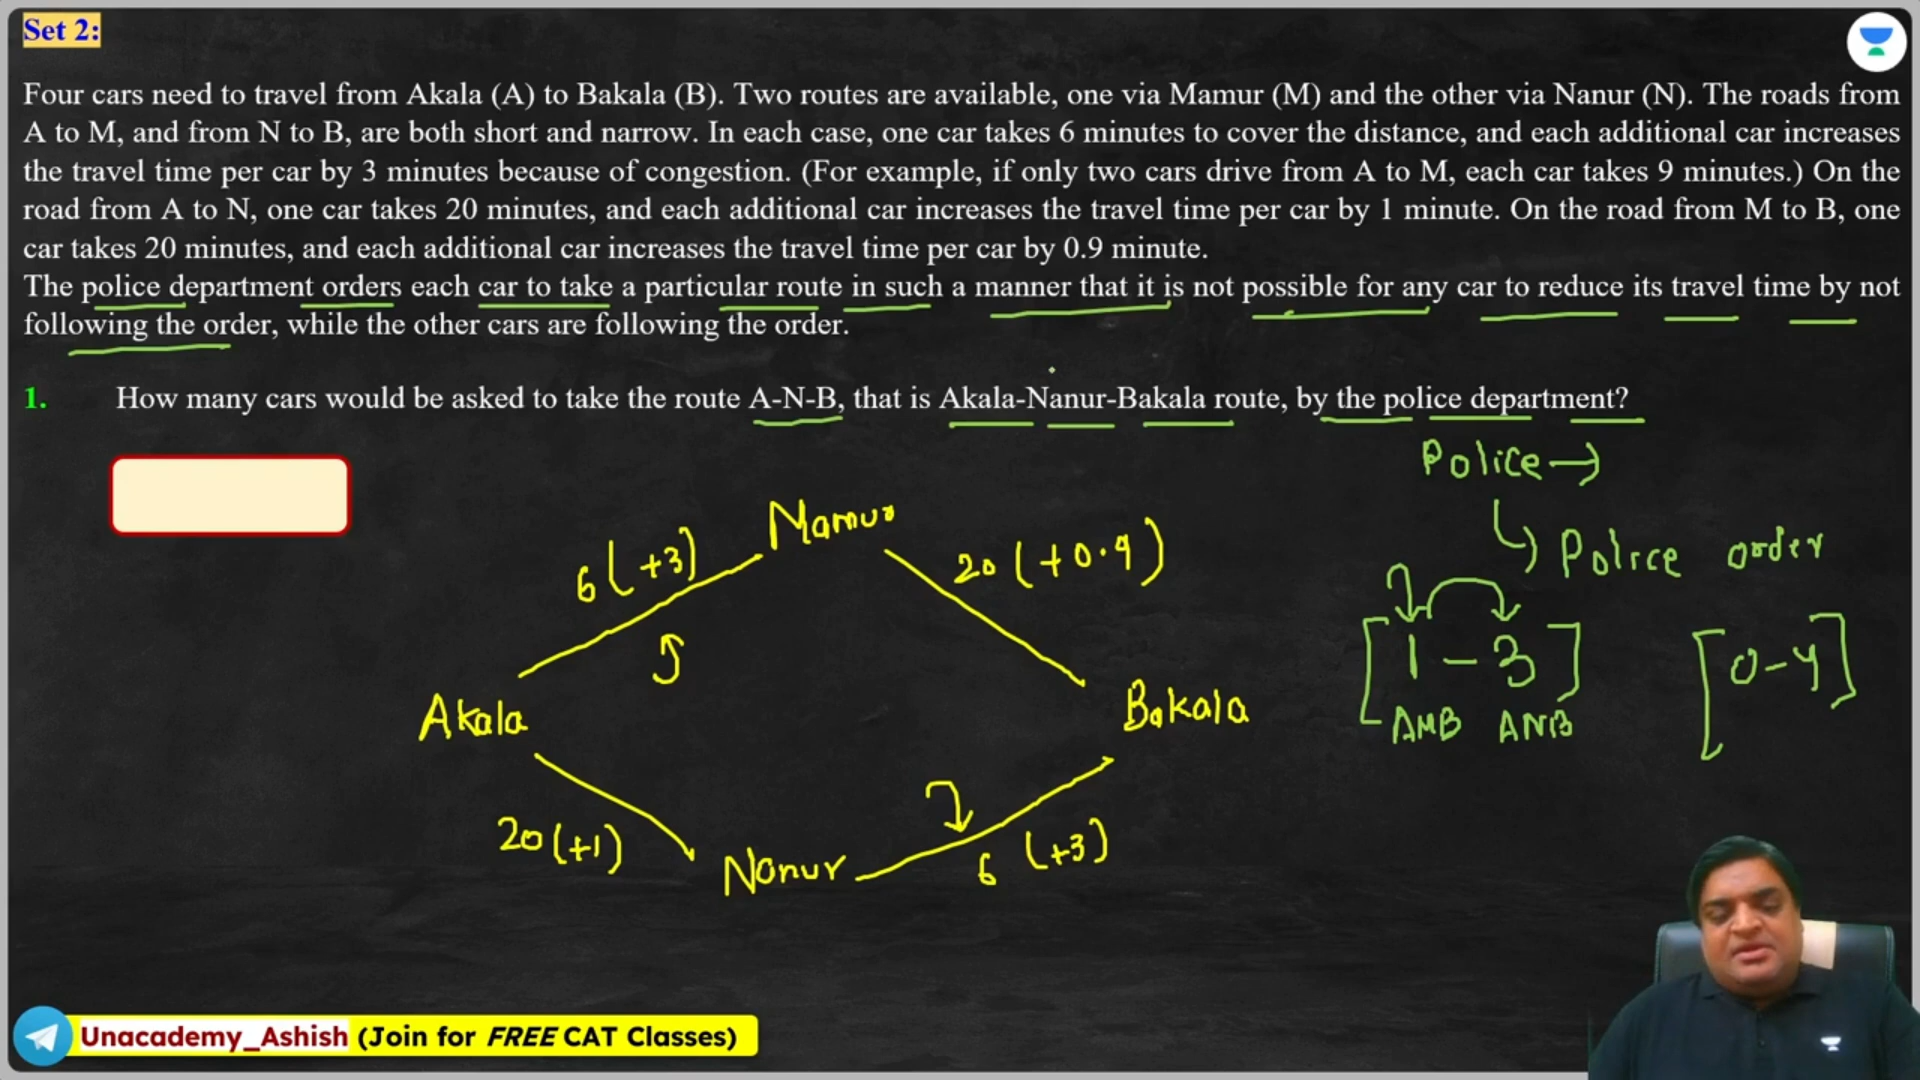 Set 2:
Four cars need to travel from Akala (A) to Bakala (B). Two routes are available, one via Mamur (M) and the other via Nanur (N). The roads from
A to M, and from N to B, are both short and narrow. In each case, one car takes 6 minutes to cover the distance, and each additional car increases
the travel time per car by 3 minutes because of congestion. (For example, if only two cars drive from A to M, each car takes 9 minutes.) On the
road from A to N, one car takes 20 minutes, and each additional car increases the travel time per car by 1 minute. On the road from M to B, one
car takes 20 minutes, and each additional car increases the travel time per car by 0.9 minute.
The police department orders each car to take a particular route in such a manner that it is not possible for any car to reduce its travel time by not
following the order, while the other cars are following the order.
1. How many cars would be asked to take the route A-N-B, that is Akala-Nanur-Bakala route, by the police department?
Police →
↳ Police order
Mamur
6 (+3)
20 (+0.9)
[1 - 3]
[0-4]
AMB ANB
Akala
Bakala
20 (+1)
Nanur
6 (+3)
Unacademy_Ashish (Join for FREE CAT Classes)